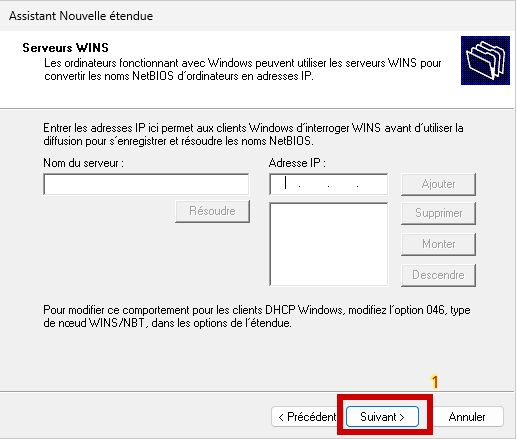 Assistant Nouvelle étendue
Serveurs WINS
Les ordinateurs fonctionnant avec Windows peuvent utiliser les serveurs WINS pour
convertir les noms NetBIOS d'ordinateurs en adresses IP.
Entrer les adresses IP ici permet aux clients Windows d'interroger WINS avant d'utiliser la
diffusion pour s'enregistrer et résoudre les noms NetBIOS.
Nom du serveur :
Adresse IP :
. . .
Ajouter
Résoudre
Supprimer
Monter
Descendre
Pour modifier ce comportement pour les clients DHCP Windows, modifiez l'option 046, type
de nœud WINS/NBT, dans les options de l'étendue.
1
< Précédent
Suivant >
Annuler